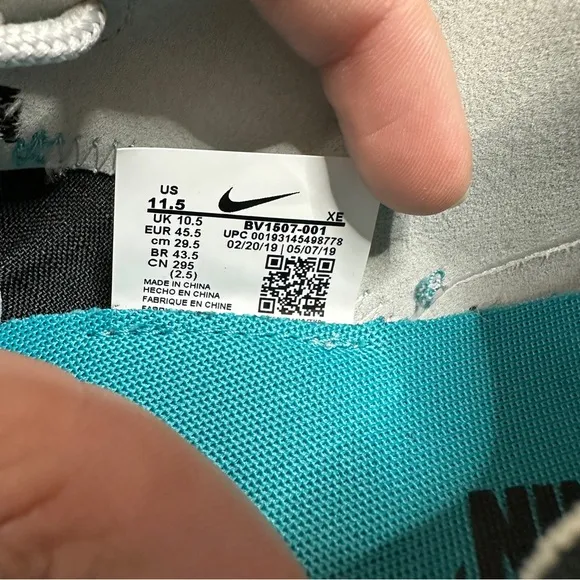 US
11.5 XE
UK 10.5 BV1507-001
EUR 45.5 UPC 00193145498778
cm 29.5 02/20/19 | 05/07/19
BR 43.5
CN 295
(2.5)
MADE IN CHINA
HECHO EN CHINA
FABRIQUE EN CHINE